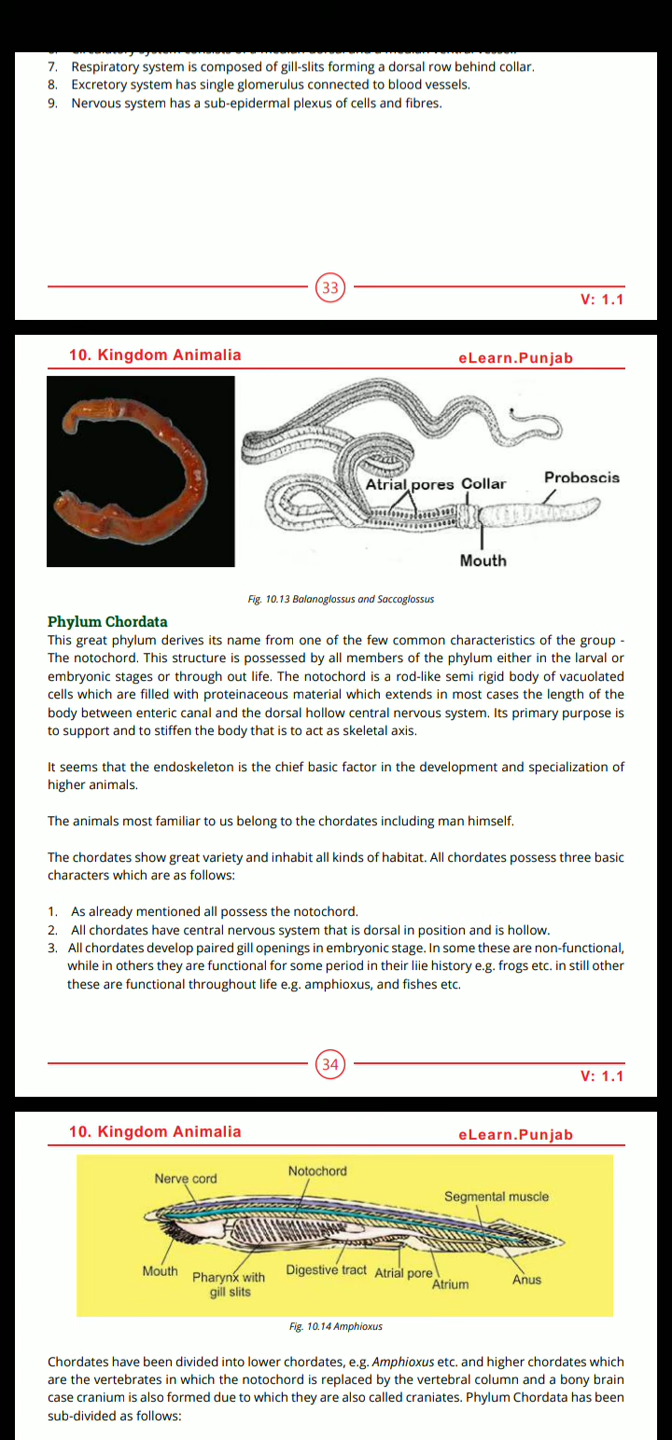 7. Respiratory system is composed of gill-slits forming a dorsal row behind collar.
8. Excretory system has single glomerulus connected to blood vessels.
9. Nervous system has a sub-epidermal plexus of cells and fibres.
33
V: 1.1
10. Kingdom Animalia
eLearn.Punjab
Atrial pores Collar
Proboscis
Mouth
Fig. 10.13 Balanoglossus and Saccoglossus
Phylum Chordata
This great phylum derives its name from one of the few common characteristics of the group -
The notochord. This structure is possessed by all members of the phylum either in the larval or
embryonic stages or through out life. The notochord is a rod-like semi rigid body of vacuolated
cells which are filled with proteinaceous material which extends in most cases the length of the
body between enteric canal and the dorsal hollow central nervous system. Its primary purpose is
to support and to stiffen the body that is to act as skeletal axis.
It seems that the endoskeleton is the chief basic factor in the development and specialization of
higher animals.
The animals most familiar to us belong to the chordates including man himself.
The chordates show great variety and inhabit all kinds of habitat. All chordates possess three basic
characters which are as follows:
1. As already mentioned all possess the notochord.
2. All chordates have central nervous system that is dorsal in position and is hollow.
3. All chordates develop paired gill openings in embryonic stage. In some these are non-functional,
while in others they are functional for some period in their liie history e.g. frogs etc. in still other
these are functional throughout life e.g. amphioxus, and fishes etc.
34
V: 1.1
10. Kingdom Animalia
eLearn.Punjab
Nerve cord
Notochord
Segmental muscle
Mouth
Pharynx with
gill slits
Digestive tract
Atrial pore
Atrium
Anus
Fig. 10.14 Amphioxus
Chordates have been divided into lower chordates, e.g. Amphioxus etc. and higher chordates which
are the vertebrates in which the notochord is replaced by the vertebral column and a bony brain
case cranium is also formed due to which they are also called craniates. Phylum Chordata has been
sub-divided as follows: